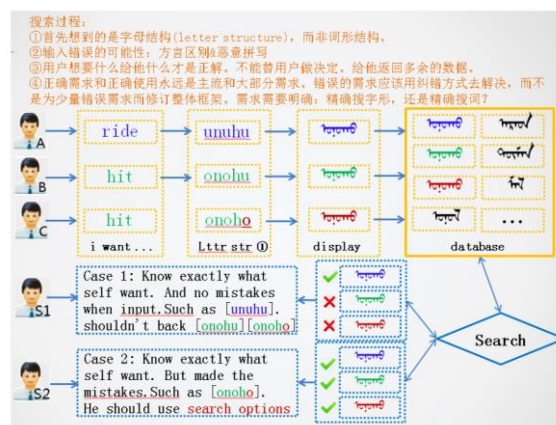 搜索过程:
①首先想到的是字母结构(letter structure),而非词形结构。
②输入错误的可能性:方言区别&恶意拼写
③用户想要什么给他什么才是正解。不能替用户做决定。给他返回多余的数据。
④正确需求和正确使用永远是主流和大部分需求。错误的需求应该用纠错方式去解决,而不
是为少量错误需求而修订整体框架。需求需要明确:精确搜字形,还是精确搜词?
A
ride
unuhu
B
hit
onohu
C
hit
onoho
...
i want...
Lttr str ①
display
database
S1
Case 1: Know exactly what
self want. And no mistakes
when input.Such as [unuhu].
shouldn't back [onohu][onoho]
Search
S2
Case 2: Know exactly what
self want. But made the
mistakes.Such as [onoho].
He should use search options